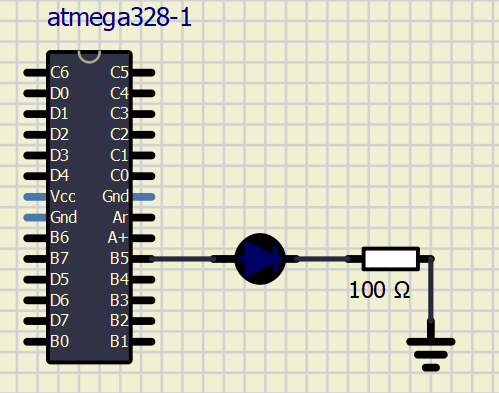 atmega328-1
C6 C5
D0 C4
D1 C3
D2 C2
D3 C1
D4 C0
Vcc Gnd
Gnd Ar
B6 A+
B7 B5
D5 B4
D6 B3
D7 B2
B0 B1
100 Ω